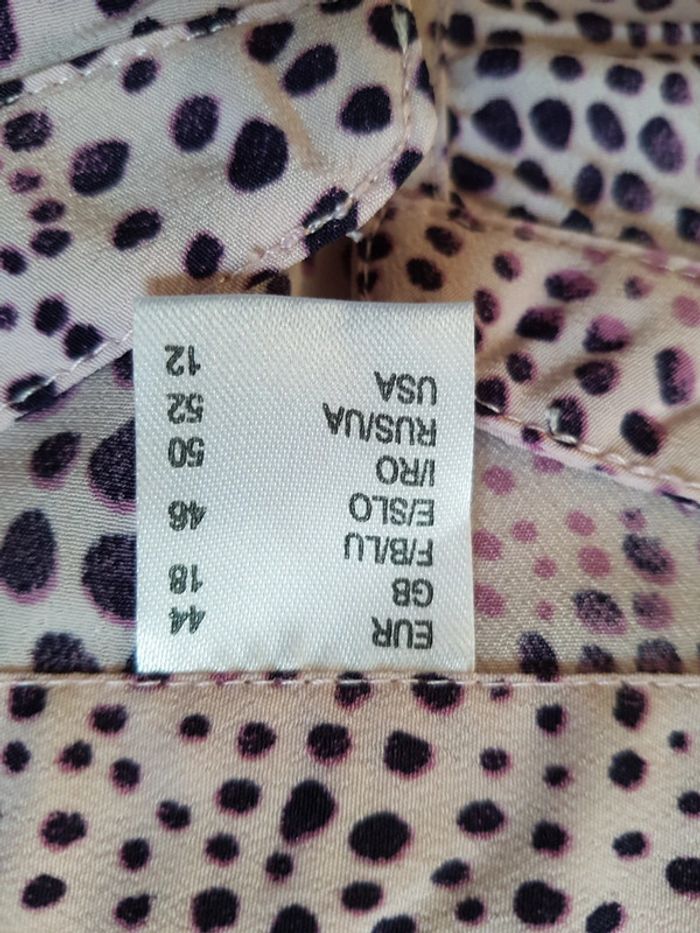 EUR 44
GB 18
F/B/LU
E/SLO 46
I/RO 50
RUS/UA 52
USA 12